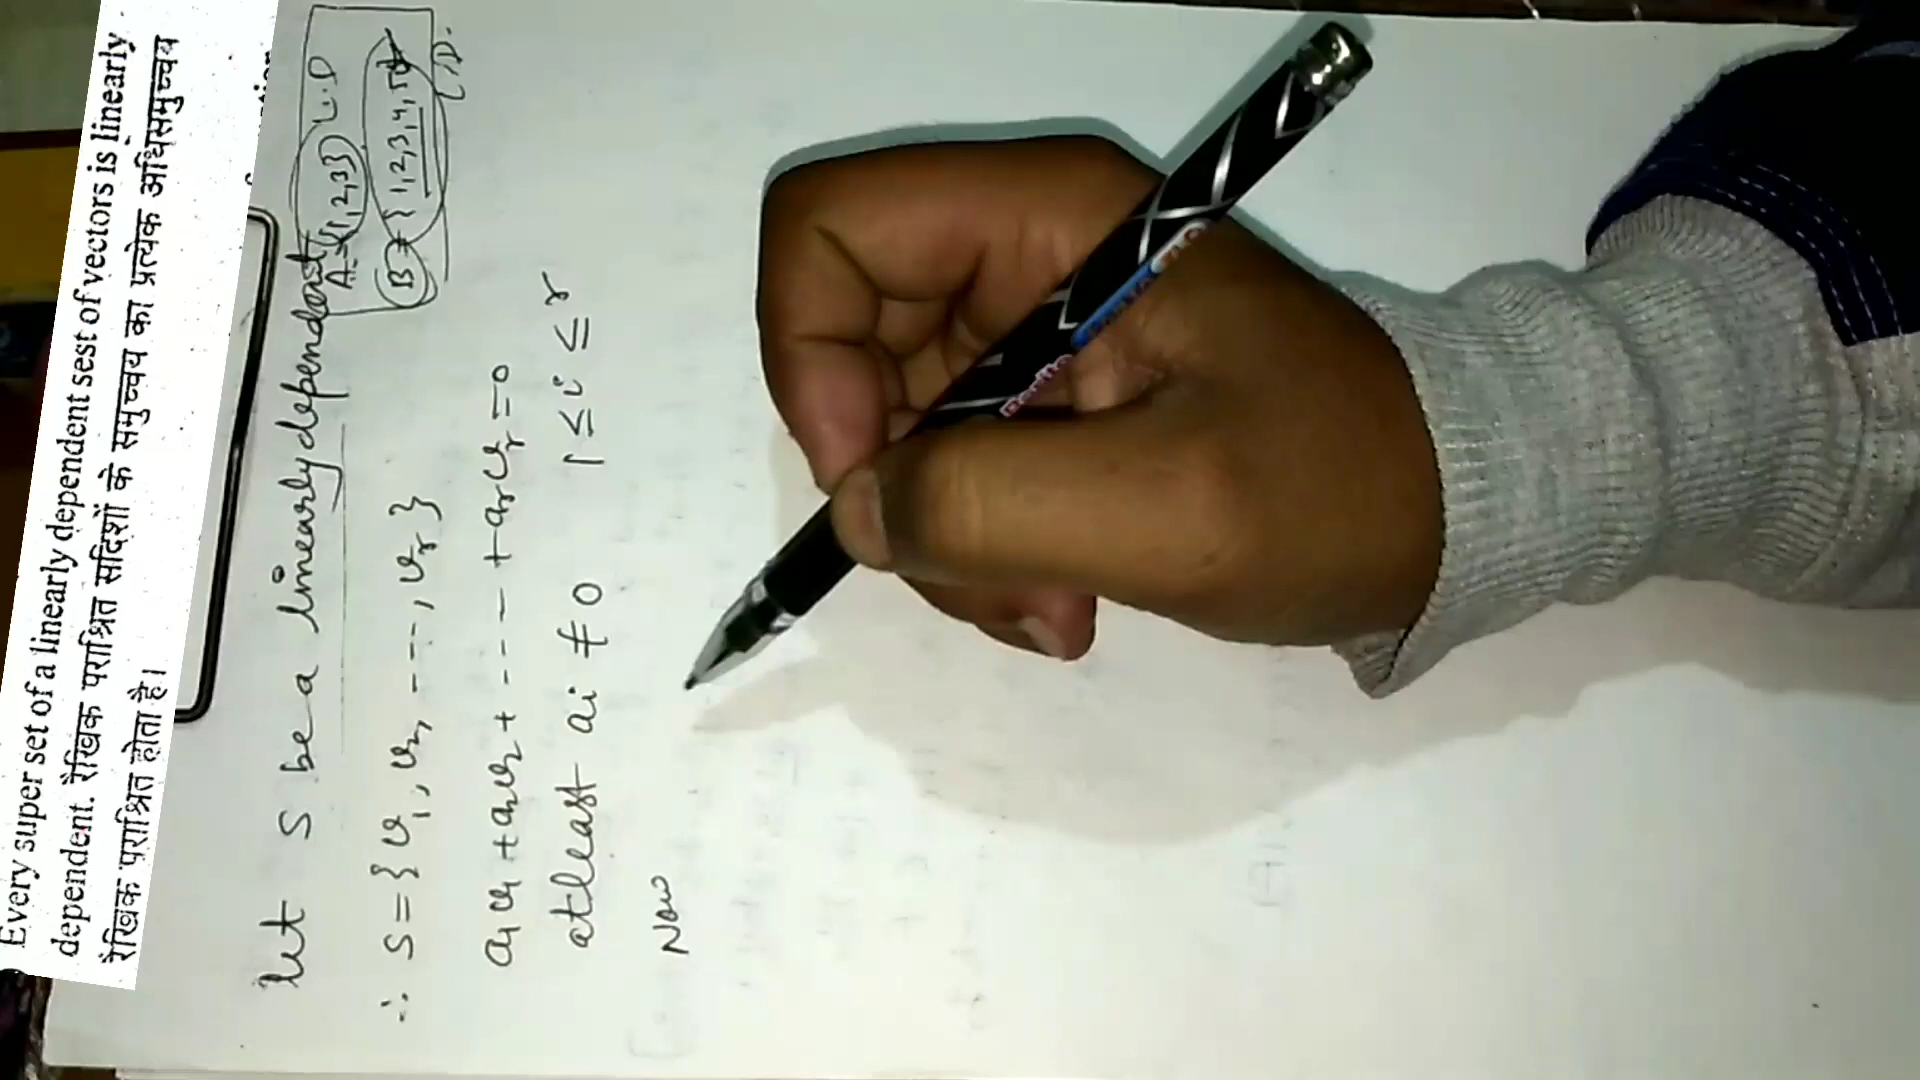 Every super set of a linearly dependent sest of vectors is linearly
dependent. रैखिक पराश्रित सदिशों के समुच्चय का प्रत्येक अधिसमुच्चय
रैखिक पराश्रित होता है।
A = {1,2,3} L.D
B = {1,2,3,4,5}
L.D.
Let S be a linearly dependent
∴ S = {v₁, v₂, ---, vᵣ}
a₁v₁ + a₂v₂ + --- + aᵣvᵣ = 0
atleast ai ≠ 0 1 ≤ i ≤ r
Now